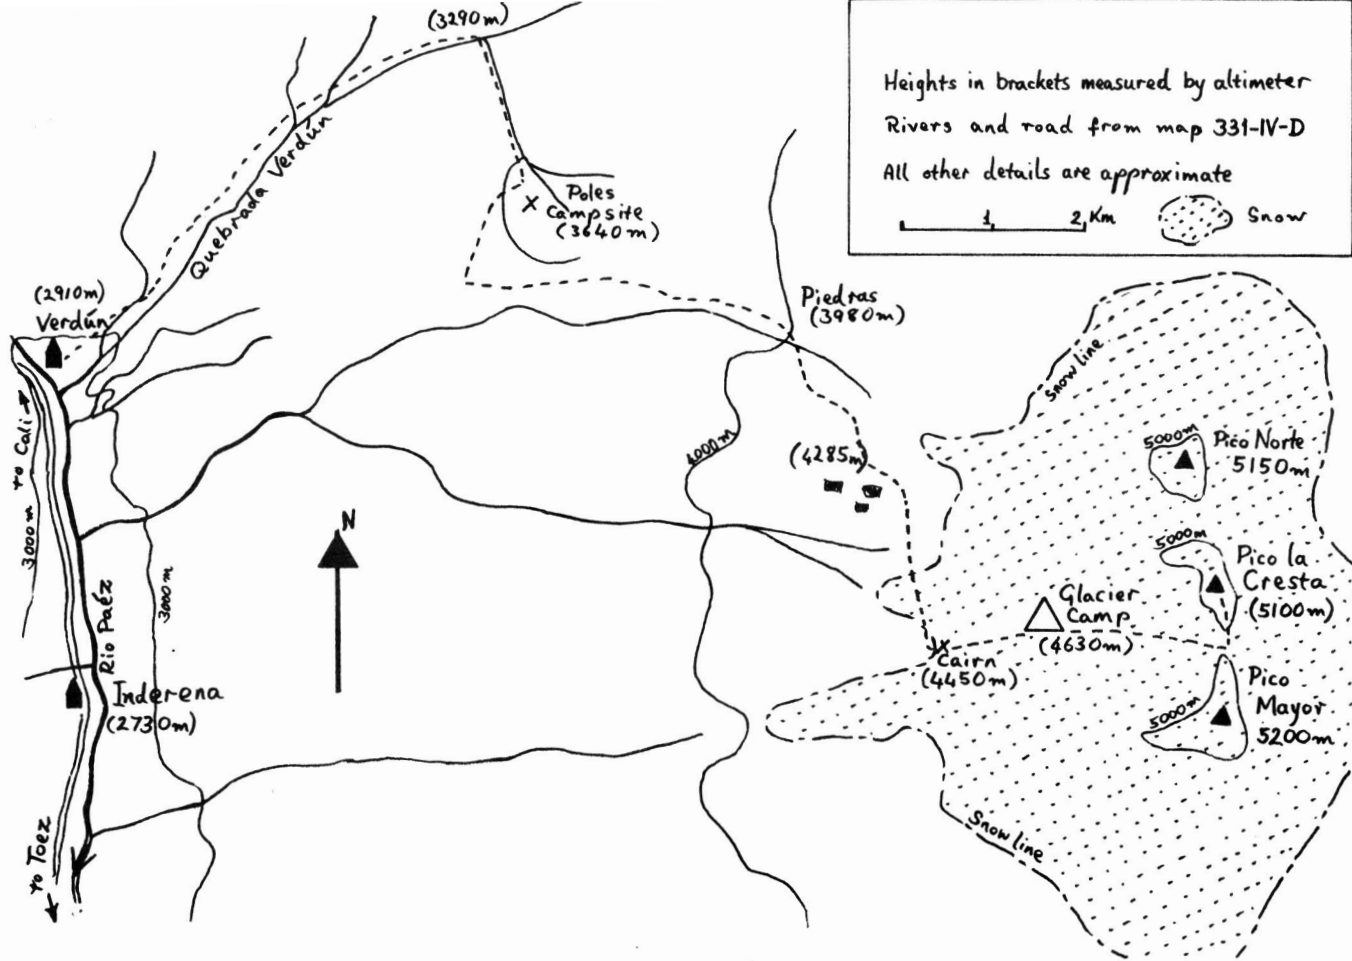 (3290m)
Heights in brackets measured by altimeter
Rivers and road from map 331-IV-D
All other details are approximate
1
2 Km
Snow
Quebrada Verdún
Poles
Campsite
(3640m)
(2910m)
Verdún
Piedras
(3980m)
Snow line
to Cali
4000m
(4285m)
5000m
Pico Norte
5150m
N
3000m
3000m
5000m
Pico la
Cresta
(5100m)
Glacier
Camp
(4630m)
Río Paéz
Cairn
(4450m)
Inderena
(2730m)
5000m
Pico
Mayor
5200m
Snow line
to Toez